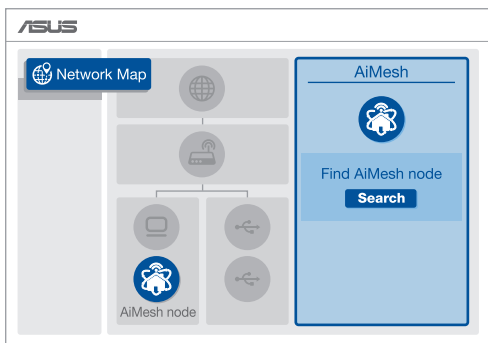 ASUS
Network Map
AiMesh
Find AiMesh node
Search
AiMesh node